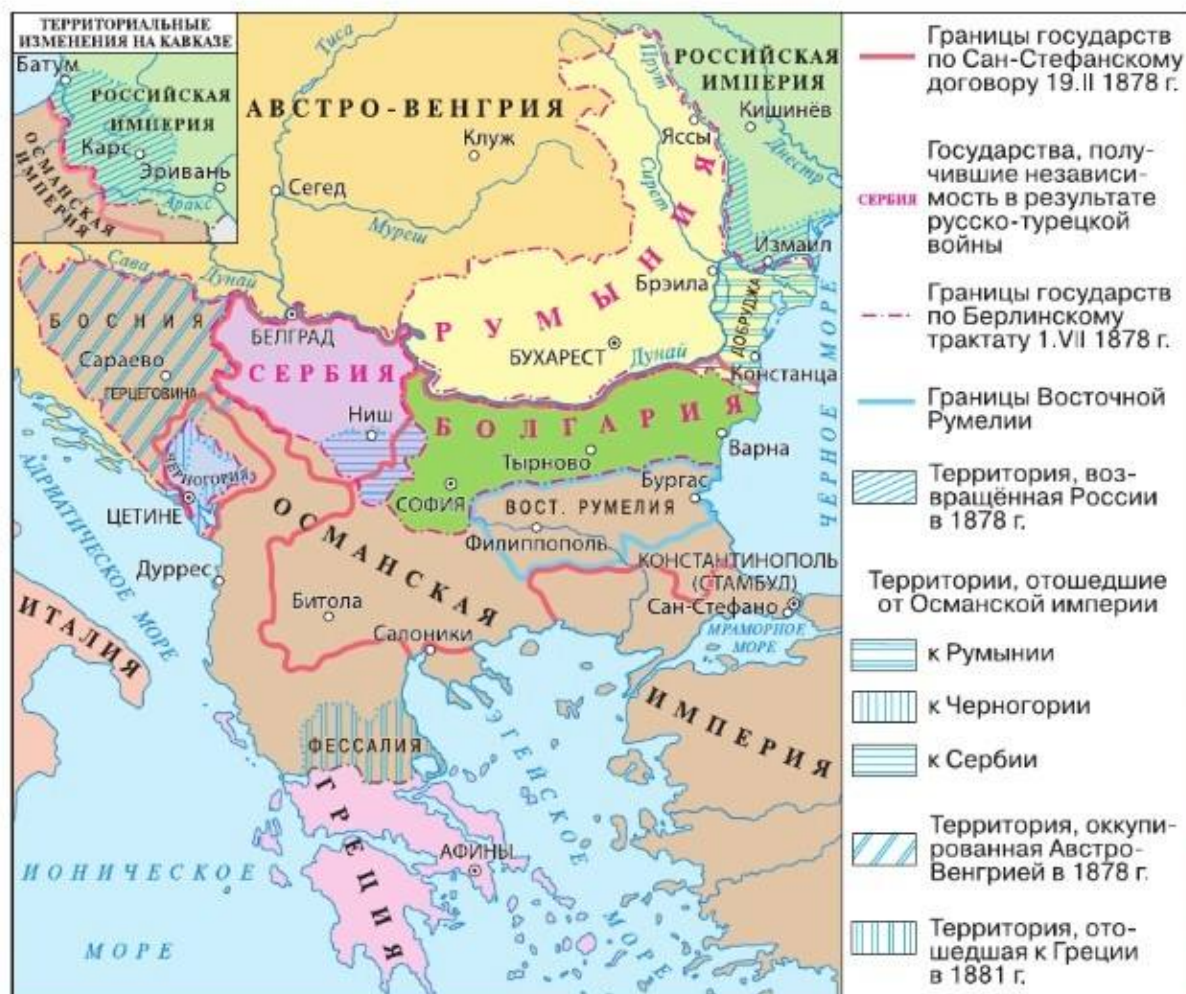 ТЕРРИТОРИАЛЬНЫЕ
ИЗМЕНЕНИЯ НА КАВКАЗЕ
Батум
РОССИЙСКАЯ
ИМПЕРИЯ
Карс
Эривань
Аракс
ОСМАНСКАЯ
ИМПЕРИЯ
Тиса
АВСТРО-ВЕНГРИЯ
Клуж
Сегед
Муреш
Прут
РОССИЙСКАЯ
ИМПЕРИЯ
Кишинёв
Яссы
Днестр
Сирет
Измаил
Брэила
РУМЫНИЯ
БУХАРЕСТ
Дунай
ДОБРУДЖА
Констанца
ЧЁРНОЕ МОРЕ
Сава
Дунай
БОСНИЯ
Сараево
ГЕРЦЕГОВИНА
БЕЛГРАД
СЕРБИЯ
Ниш
БОЛГАРИЯ
Тырново
Варна
СОФИЯ
Бургас
ВОСТ. РУМЕЛИЯ
Филиппополь
ЧЕРНОГОРИЯ
ЦЕТИНЕ
АДРИАТИЧЕСКОЕ МОРЕ
ОСМАНСКАЯ
ИМПЕРИЯ
Дуррес
Битола
Салоники
КОНСТАНТИНОПОЛЬ
(СТАМБУЛ)
Сан-Стефано
МРАМОРНОЕ
МОРЕ
ИТАЛИЯ
ФЕССАЛИЯ
ЭГЕЙСКОЕ
МОРЕ
ГРЕЦИЯ
АФИНЫ
ИОНИЧЕСКОЕ
МОРЕ
Границы государств
по Сан-Стефанскому
договору 19.II 1878 г.
СЕРБИЯ
Государства, полу-
чившие независи-
мость в результате
русско-турецкой
войны
Границы государств
по Берлинскому
трактату 1.VII 1878 г.
Границы Восточной
Румелии
Территория, воз-
вращённая России
в 1878 г.
Территории, отошедшие
от Османской империи
к Румынии
к Черногории
к Сербии
Территория, оккупи-
рованная Австро-
Венгрией в 1878 г.
Территория, ото-
шедшая к Греции
в 1881 г.